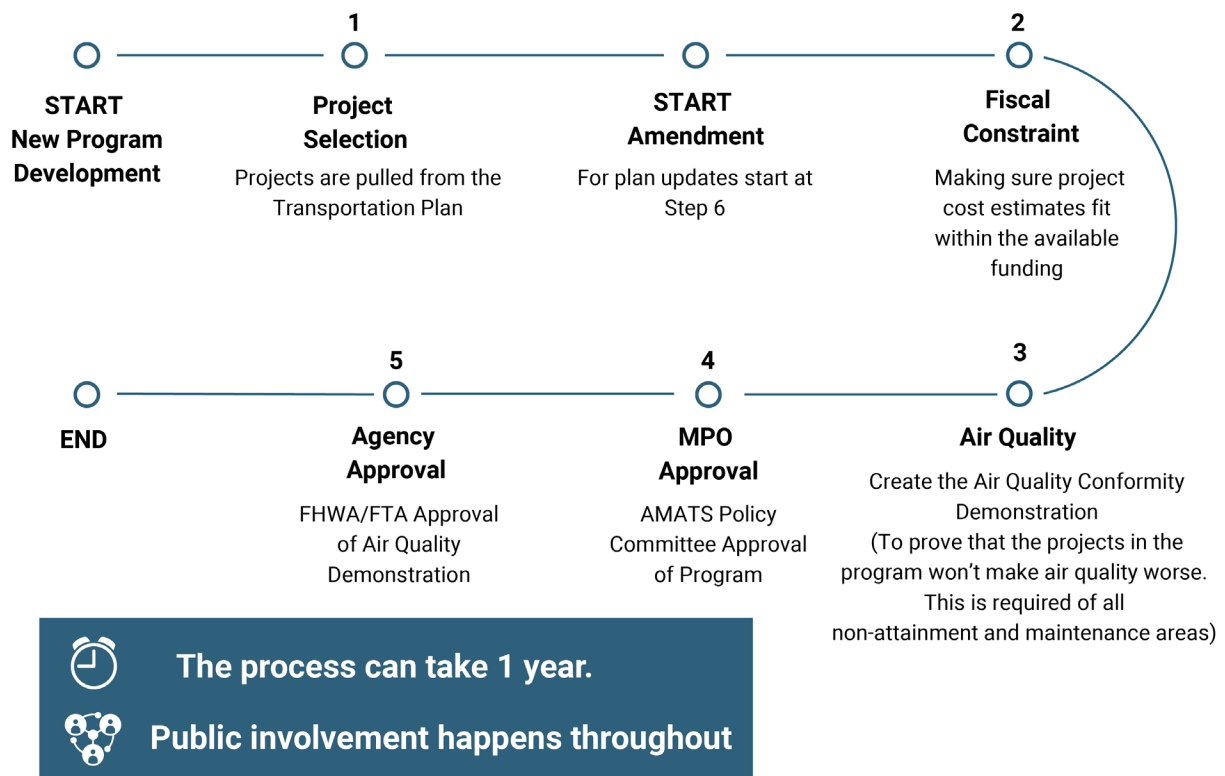 1
2
START
New Program
Development
Project
Selection
Projects are pulled from the
Transportation Plan
START
Amendment
For plan updates start at
Step 6
Fiscal
Constraint
Making sure project
cost estimates fit
within the available
funding
3
Air Quality
Create the Air Quality Conformity
Demonstration
(To prove that the projects in the
program won't make air quality worse.
This is required of all
non-attainment and maintenance areas)
4
MPO
Approval
AMATS Policy
Committee Approval
of Program
5
Agency
Approval
FHWA/FTA Approval
of Air Quality
Demonstration
END
The process can take 1 year.
Public involvement happens throughout